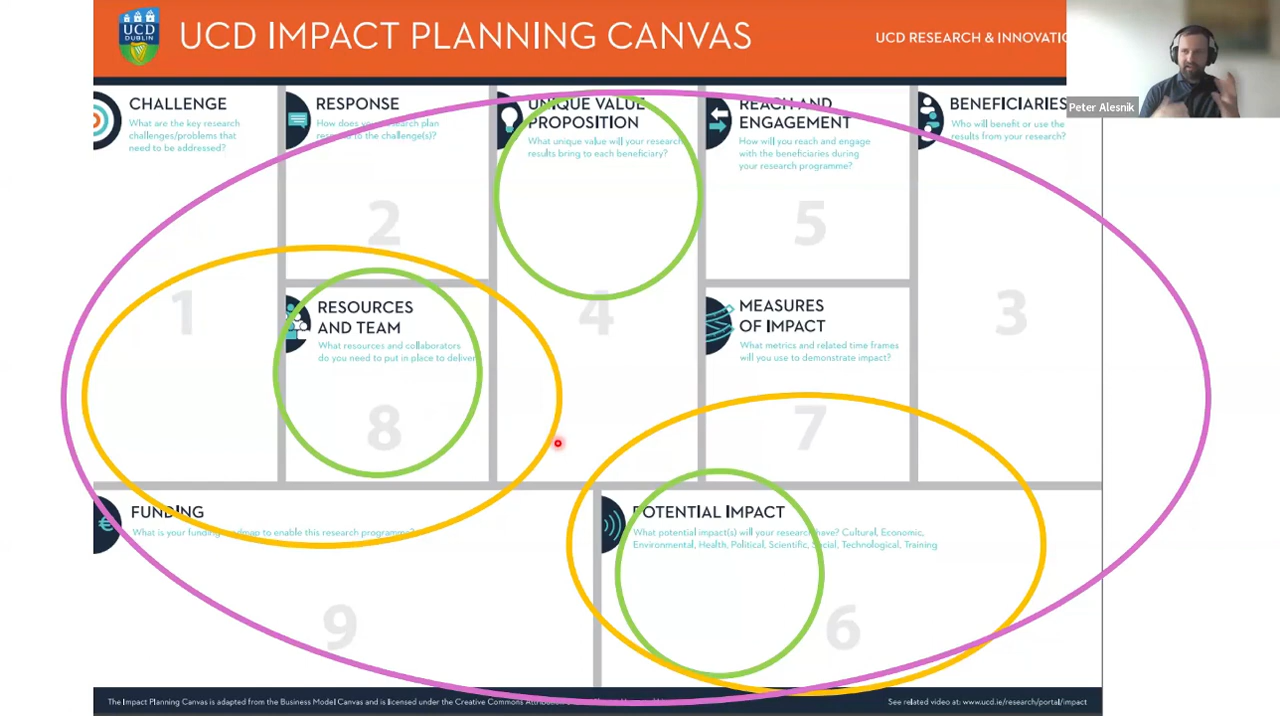 UCD
DUBLIN
UCD IMPACT PLANNING CANVAS
UCD RESEARCH &
Peter Alesnik
CHALLENGE
What are the key research
challenges/problems that
need to be addressed?
1
RESPONSE
How does your research plan
respond to the challenge(s)?
2
UNIQUE VALUE
PROPOSITION
What unique value will your research
results bring to each beneficiary?
4
REACH AND
ENGAGEMENT
How will you reach and engage
with the beneficiaries during
your research programme?
5
BENEFICIARIES
Who will benefit or use the
results from your research?
3
RESOURCES
AND TEAM
What resources and collaborators
do you need to put in place to deliver
8
MEASURES
OF IMPACT
What metrics and related time frames
will you use to demonstrate impact?
7
€
FUNDING
What is your funding roadmap to enable this research programme?
9
POTENTIAL IMPACT
What potential impact(s) will your research have? Cultural, Economic,
Environmental, Health, Political, Scientific, Social, Technological, Training
6
The Impact Planning Canvas is adapted from the Business Model Canvas and is licensed under the Creative Commons
See related video at: www.ucd.ie/research/portal/impact